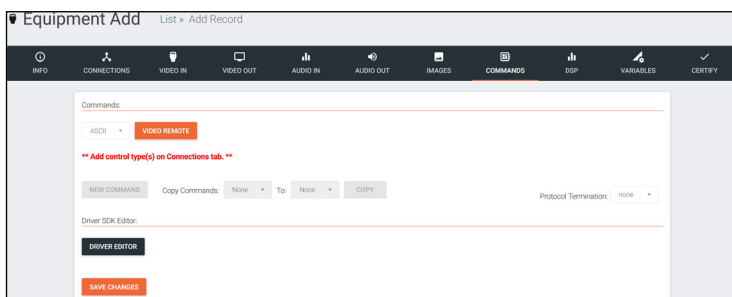 Equipment Add List » Add Record
INFO CONNECTIONS VIDEO IN VIDEO OUT AUDIO IN AUDIO OUT IMAGES COMMANDS DSP VARIABLES CERTIFY
Commands:
ASCII VIDEO REMOTE
** Add control type(s) on Connections tab. **
NEW COMMAND Copy Commands: None To: None COPY Protocol Termination: none
Driver SDK Editor:
DRIVER EDITOR
SAVE CHANGES